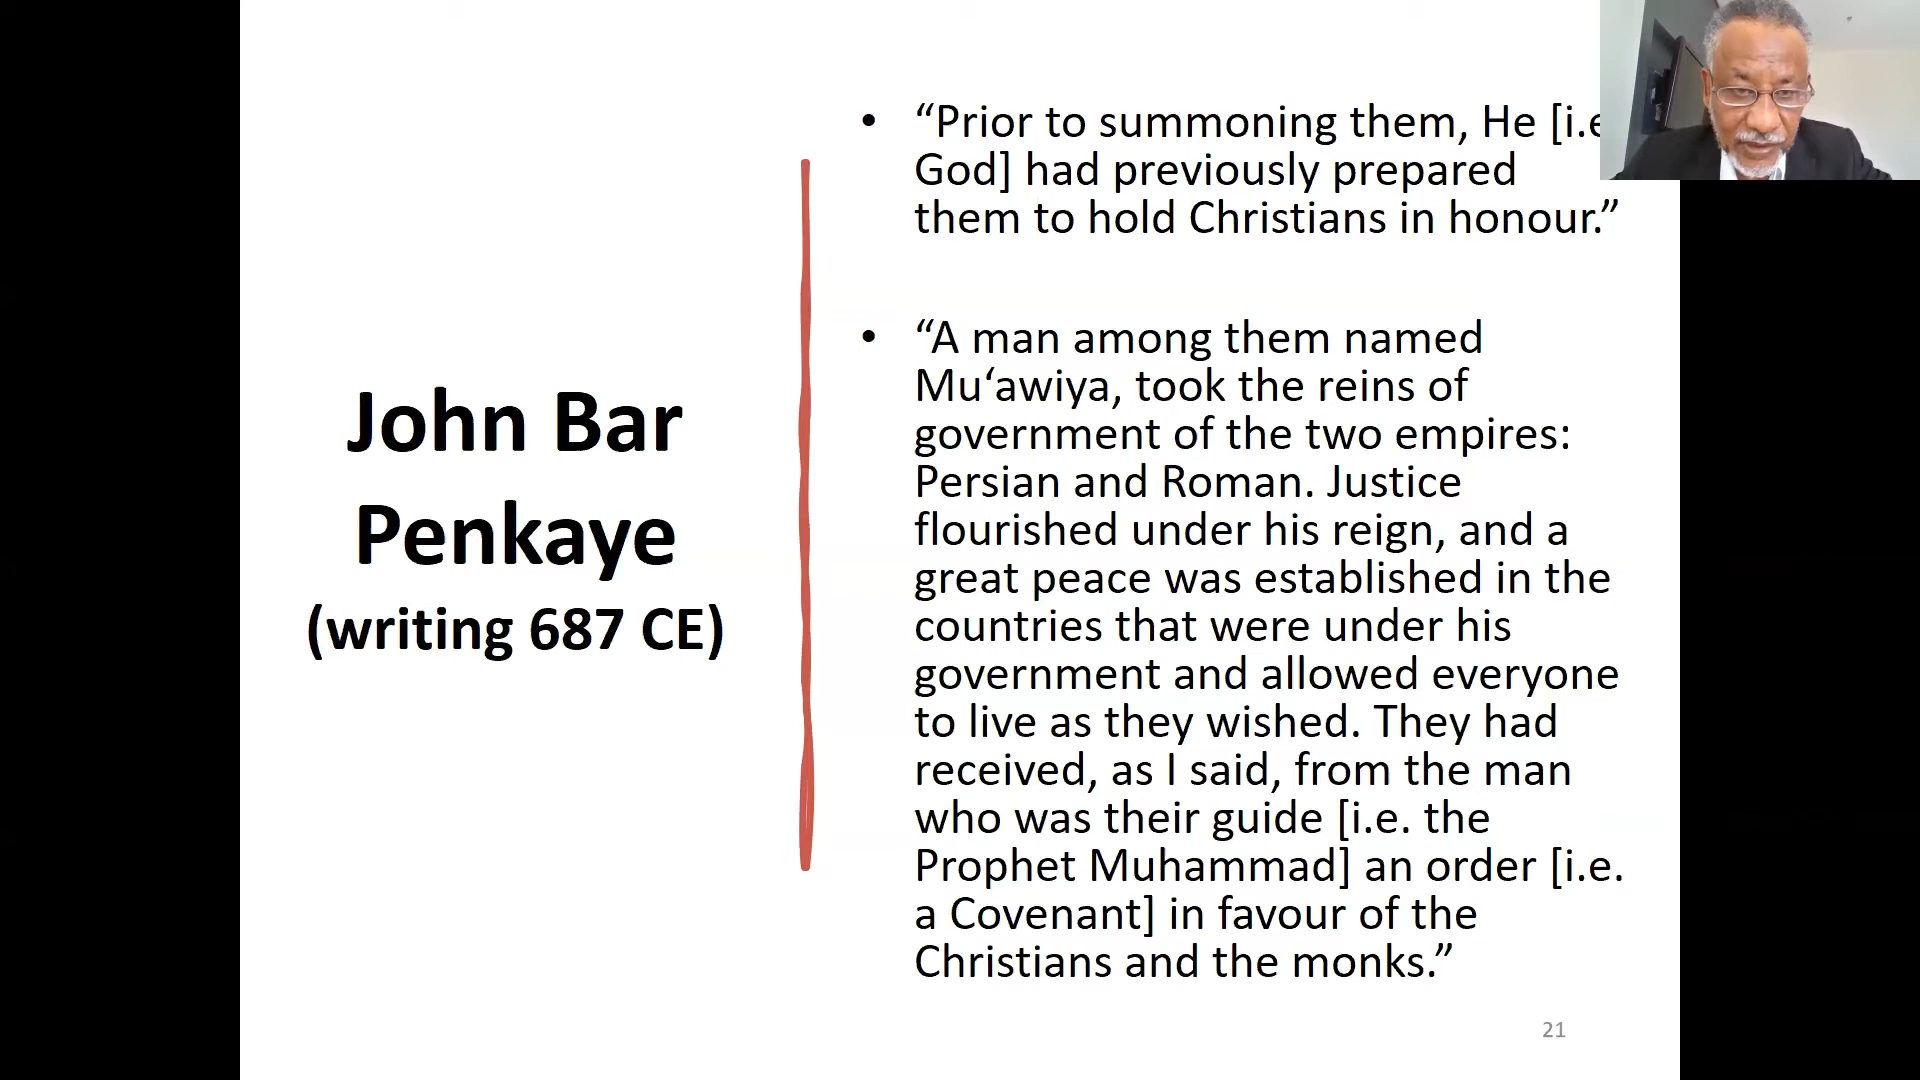 John Bar
Penkaye
(writing 687 CE)
• “Prior to summoning them, He [i.e
God] had previously prepared
them to hold Christians in honour.”
• “A man among them named
Mu‘awiya, took the reins of
government of the two empires:
Persian and Roman. Justice
flourished under his reign, and a
great peace was established in the
countries that were under his
government and allowed everyone
to live as they wished. They had
received, as I said, from the man
who was their guide [i.e. the
Prophet Muhammad] an order [i.e.
a Covenant] in favour of the
Christians and the monks.”
21